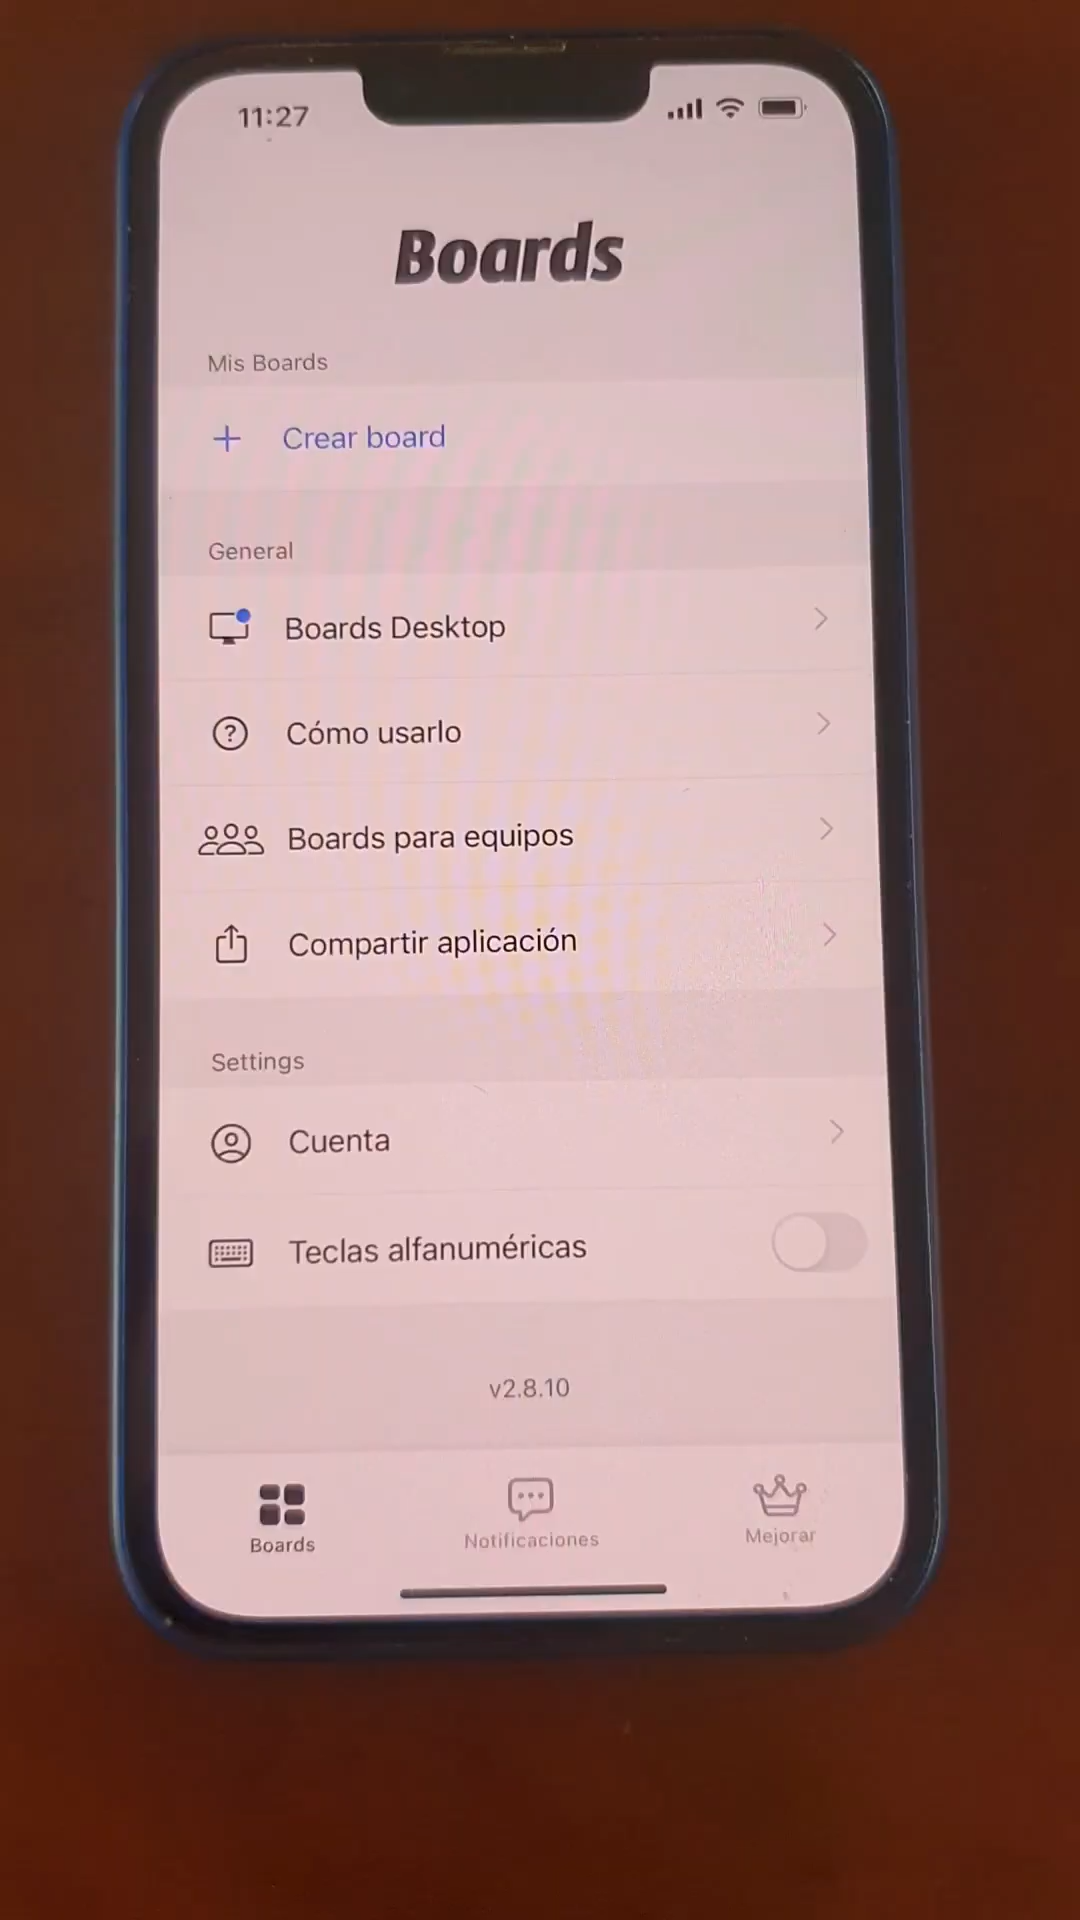 11:27
Boards
Mis Boards
+ Crear board
General
Boards Desktop
Cómo usarlo
Boards para equipos
Compartir aplicación
Settings
Cuenta
Teclas alfanuméricas
v2.8.10
Boards
Notificaciones
Mejorar